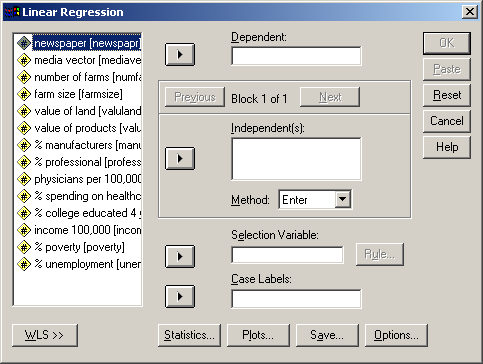 Linear Regression
newspaper [newspapr]
media vector [mediave
number of farms [numfa
farm size [farmsize]
value of land [valuland
value of products [valu
% manufacturers [manu
% professional [profess
physicians per 100,000
% spending on healthc
% college educated 4 
income 100,000 [incom
% poverty [poverty]
% unemployment [uner
WLS >>
Dependent:
Previous
Block 1 of 1
Next
Independent(s):
Method:
Enter
Selection Variable:
Rule...
Case Labels:
Statistics...
Plots...
Save...
Options...
OK
Paste
Reset
Cancel
Help